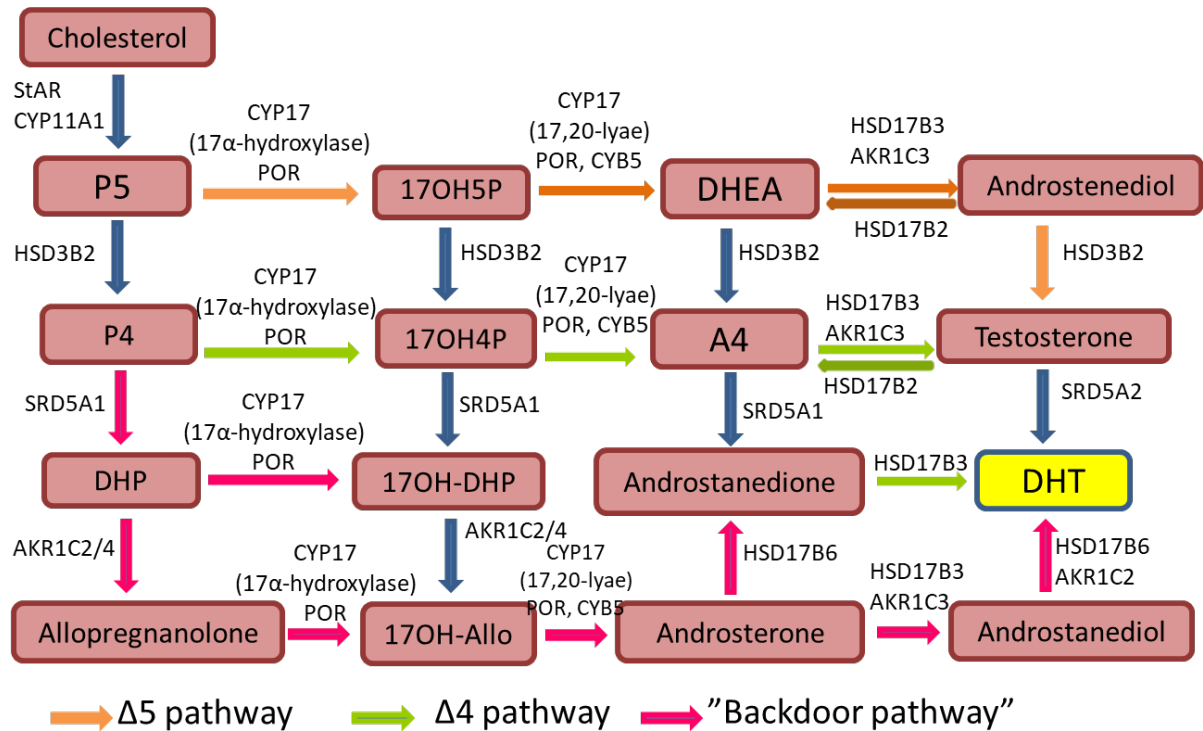 Cholesterol
StAR
CYP11A1
CYP17
(17α-hydroxylase)
POR
CYP17
(17,20-lyae)
POR, CYB5
HSD17B3
AKR1C3
P5
17OH5P
DHEA
Androstenediol
HSD17B2
HSD3B2
HSD3B2
HSD3B2
HSD3B2
CYP17
(17α-hydroxylase)
POR
CYP17
(17,20-lyae)
POR, CYB5
HSD17B3
AKR1C3
P4
17OH4P
A4
Testosterone
HSD17B2
SRD5A1
SRD5A1
SRD5A1
SRD5A2
CYP17
(17α-hydroxylase)
POR
HSD17B3
DHP
17OH-DHP
Androstanedione
DHT
AKR1C2/4
AKR1C2/4
HSD17B6
HSD17B6
AKR1C2
CYP17
(17α-hydroxylase)
POR
CYP17
(17,20-lyae)
POR, CYB5
HSD17B3
AKR1C3
Allopregnanolone
17OH-Allo
Androsterone
Androstanediol
Δ5 pathway
Δ4 pathway
”Backdoor pathway”